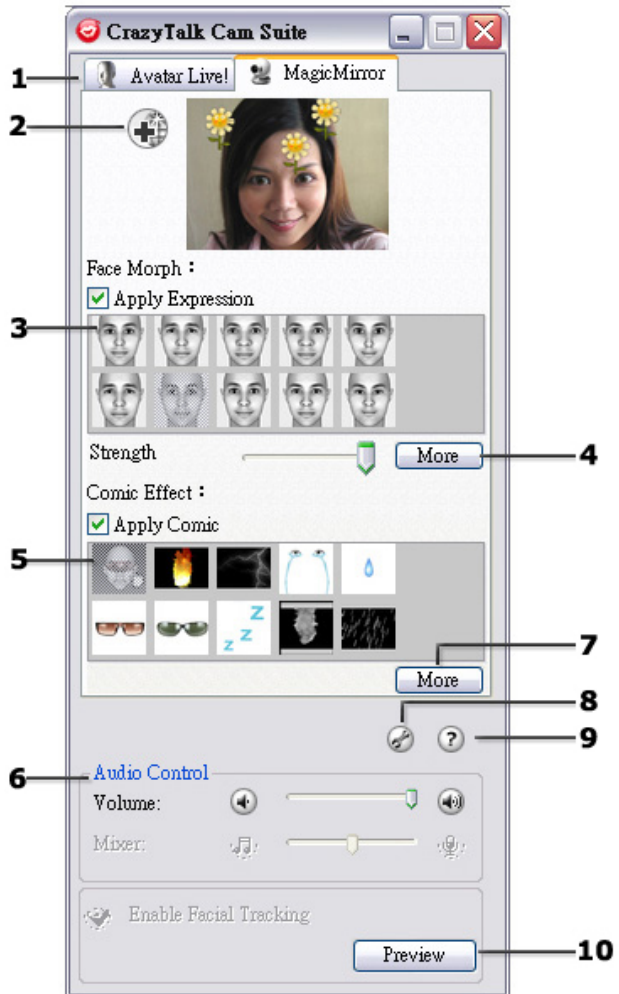 CrazyTalk Cam Suite
1
Avatar Live!
MagicMirror
2
Face Morph :
Apply Expression
3
Strength
More
4
Comic Effect :
Apply Comic
5
z z z
7
More
8
?
9
6
Audio Control
Volume:
Mixer:
Enable Facial Tracking
Preview
10